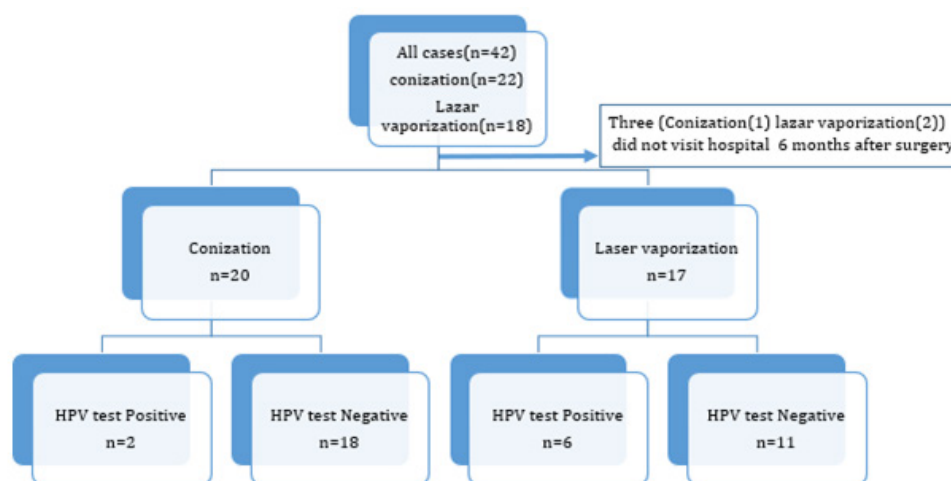 All cases(n=42)
conization(n=22)
Lazar
vaporization(n=18)
Three (Conization(1) lazar vaporization(2))
did not visit hospital 6 months after surgery
Conization
n=20
Laser vaporization
n=17
HPV test Positive
n=2
HPV test Negative
n=18
HPV test Positive
n=6
HPV test Negative
n=11